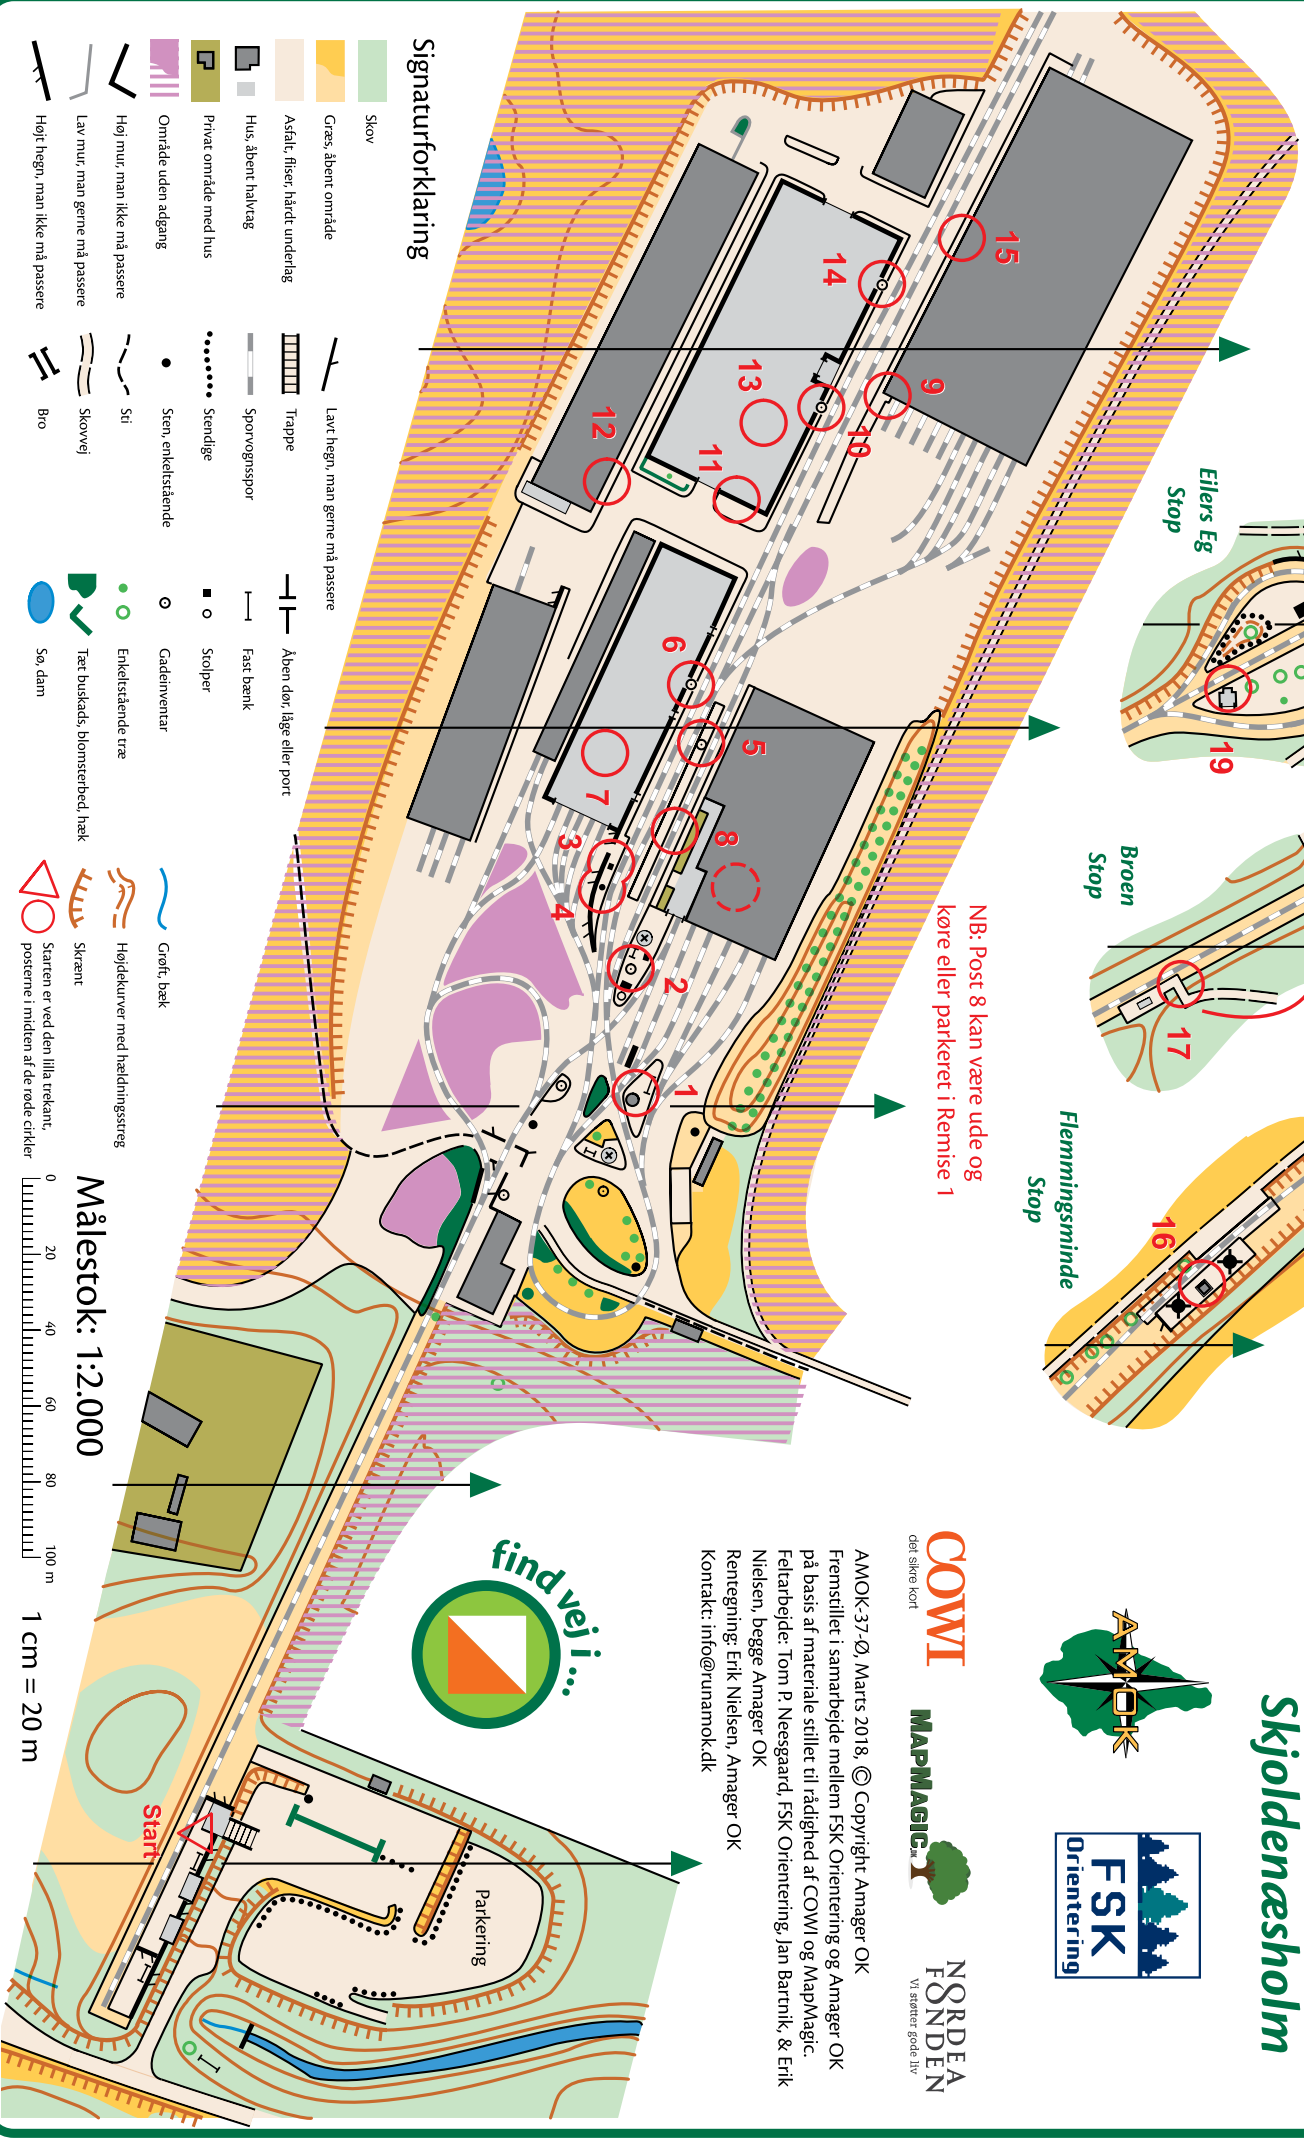 Skjoldenæsholm
AMOK
FSK
Orientering
COWI
det sikre kort
MAPMAGIC
NORDEA
FONDEN
Vi støtter gode liv
AMOK-37-Ø, Marts 2018, © Copyright Amager OK
Fremstillet i samarbejde mellem FSK Orientering og Amager OK
på basis af materiale stillet til rådighed af COWI og MapMagic.
Feltarbejde: Tom P. Neesgaard, FSK Orientering, Jan Bartnik, & Erik
Nielsen, begge Amager OK
Rentegning: Erik Nielsen, Amager OK
Kontakt: info@runamok.dk
find vej i ...
Eilers Eg
Stop
19
Broen
Stop
17
Flemmingsminde
Stop
16
NB: Post 8 kan være ude og
køre eller parkeret i Remise 1
15
14
9
13
10
12
11
6
5
7
8
3
4
2
1
Start
Parkering
Signaturforklaring
Skov
Græs, åbent område
Asfalt, fliser, hårdt underlag
Hus, åbent halvtag
Privat område med hus
Område uden adgang
Høj mur, man ikke må passere
Lav mur, man gerne må passere
Højt hegn, man ikke må passere
Lavt hegn, man gerne må passere
Trappe
Sporvognsspor
Stendige
Sten, enkeltstående
Sti
Skovvej
Bro
Åben dør, låge eller port
Fast bænk
Stolper
Gadeinventar
Enkeltstående træ
Tæt buskads, blomsterbed, hæk
Sø, dam
Grøft, bæk
Højdekurver med hældningsstreg
Skrænt
Starten er ved den lilla trekant,
posterne i midten af de røde cirkler
Målestok: 1:2.000
0 20 40 60 80 100 m
1 cm = 20 m